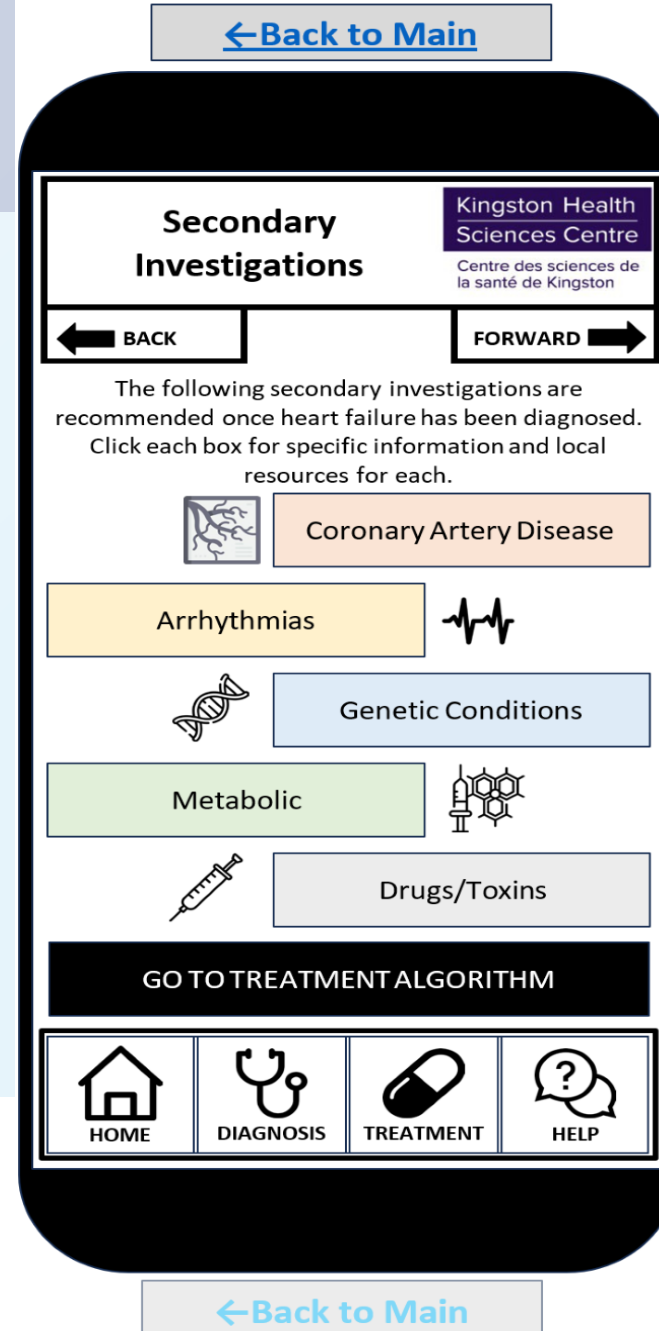 ←Back to Main
Secondary
Investigations
Kingston Health
Sciences Centre
Centre des sciences de
la santé de Kingston
BACK
FORWARD
The following secondary investigations are
recommended once heart failure has been diagnosed.
Click each box for specific information and local
resources for each.
Coronary Artery Disease
Arrhythmias
Genetic Conditions
Metabolic
Drugs/Toxins
GO TO TREATMENT ALGORITHM
HOME
DIAGNOSIS
TREATMENT
?
HELP
←Back to Main